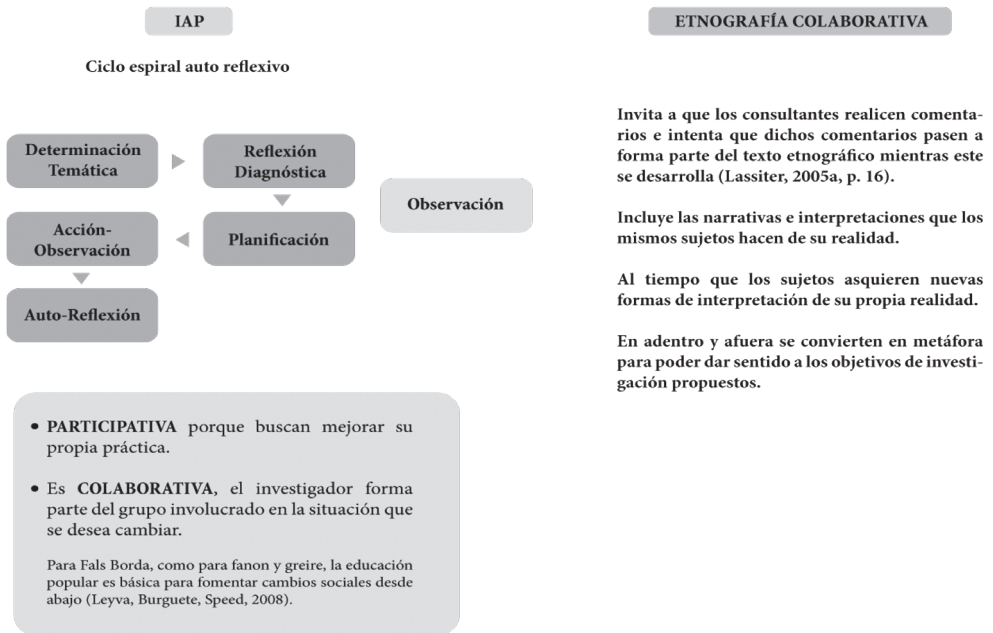 IAP
Ciclo espiral auto reflexivo
Determinación
Temática
Reflexión
Diagnóstica
Observación
Acción-
Observación
Planificación
Auto-Reflexión
• PARTICIPATIVA porque buscan mejorar su
propia práctica.
• Es COLABORATIVA, el investigador forma
parte del grupo involucrado en la situación que
se desea cambiar.
Para Fals Borda, como para fanon y greire, la educación
popular es básica para fomentar cambios sociales desde
abajo (Leyva, Burguete, Speed, 2008).
ETNOGRAFÍA COLABORATIVA
Invita a que los consultantes realicen comenta-
rios e intenta que dichos comentarios pasen a
forma parte del texto etnográfico mientras este
se desarrolla (Lassiter, 2005a, p. 16).
Incluye las narrativas e interpretaciones que los
mismos sujetos hacen de su realidad.
Al tiempo que los sujetos asquieren nuevas
formas de interpretación de su propia realidad.
En adentro y afuera se convierten en metáfora
para poder dar sentido a los objetivos de investi-
gación propuestos.